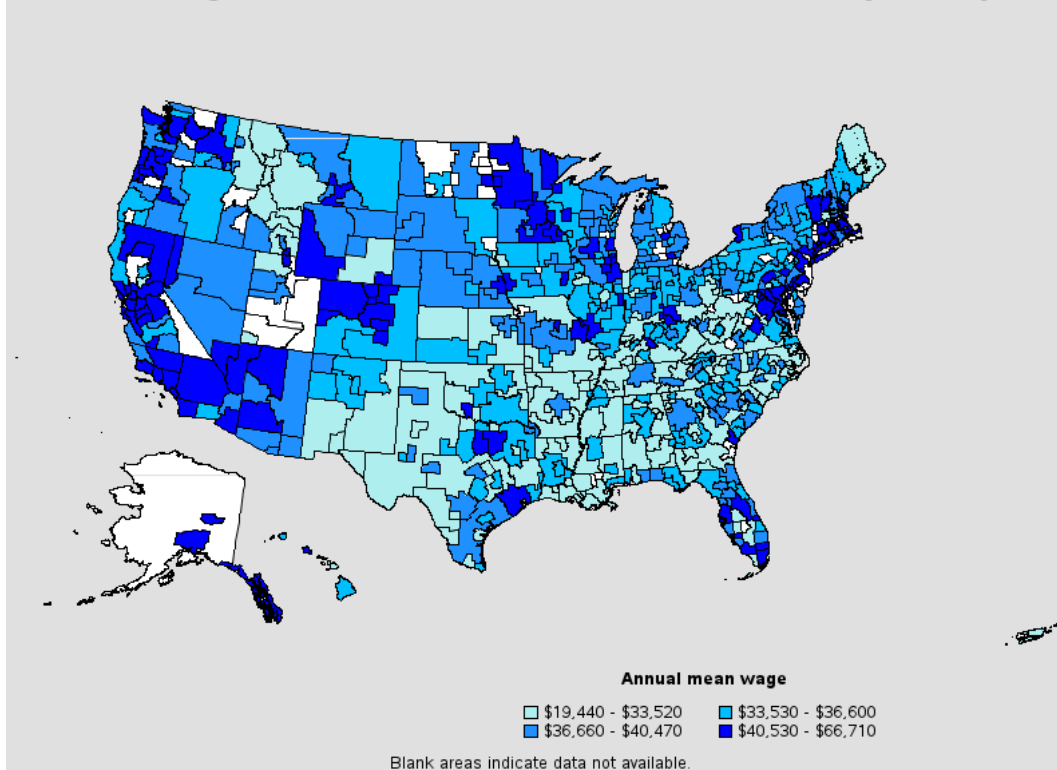 Annual mean wage
$19,440 - $33,520 $33,530 - $36,600
$36,660 - $40,470 $40,530 - $66,710
Blank areas indicate data not available.